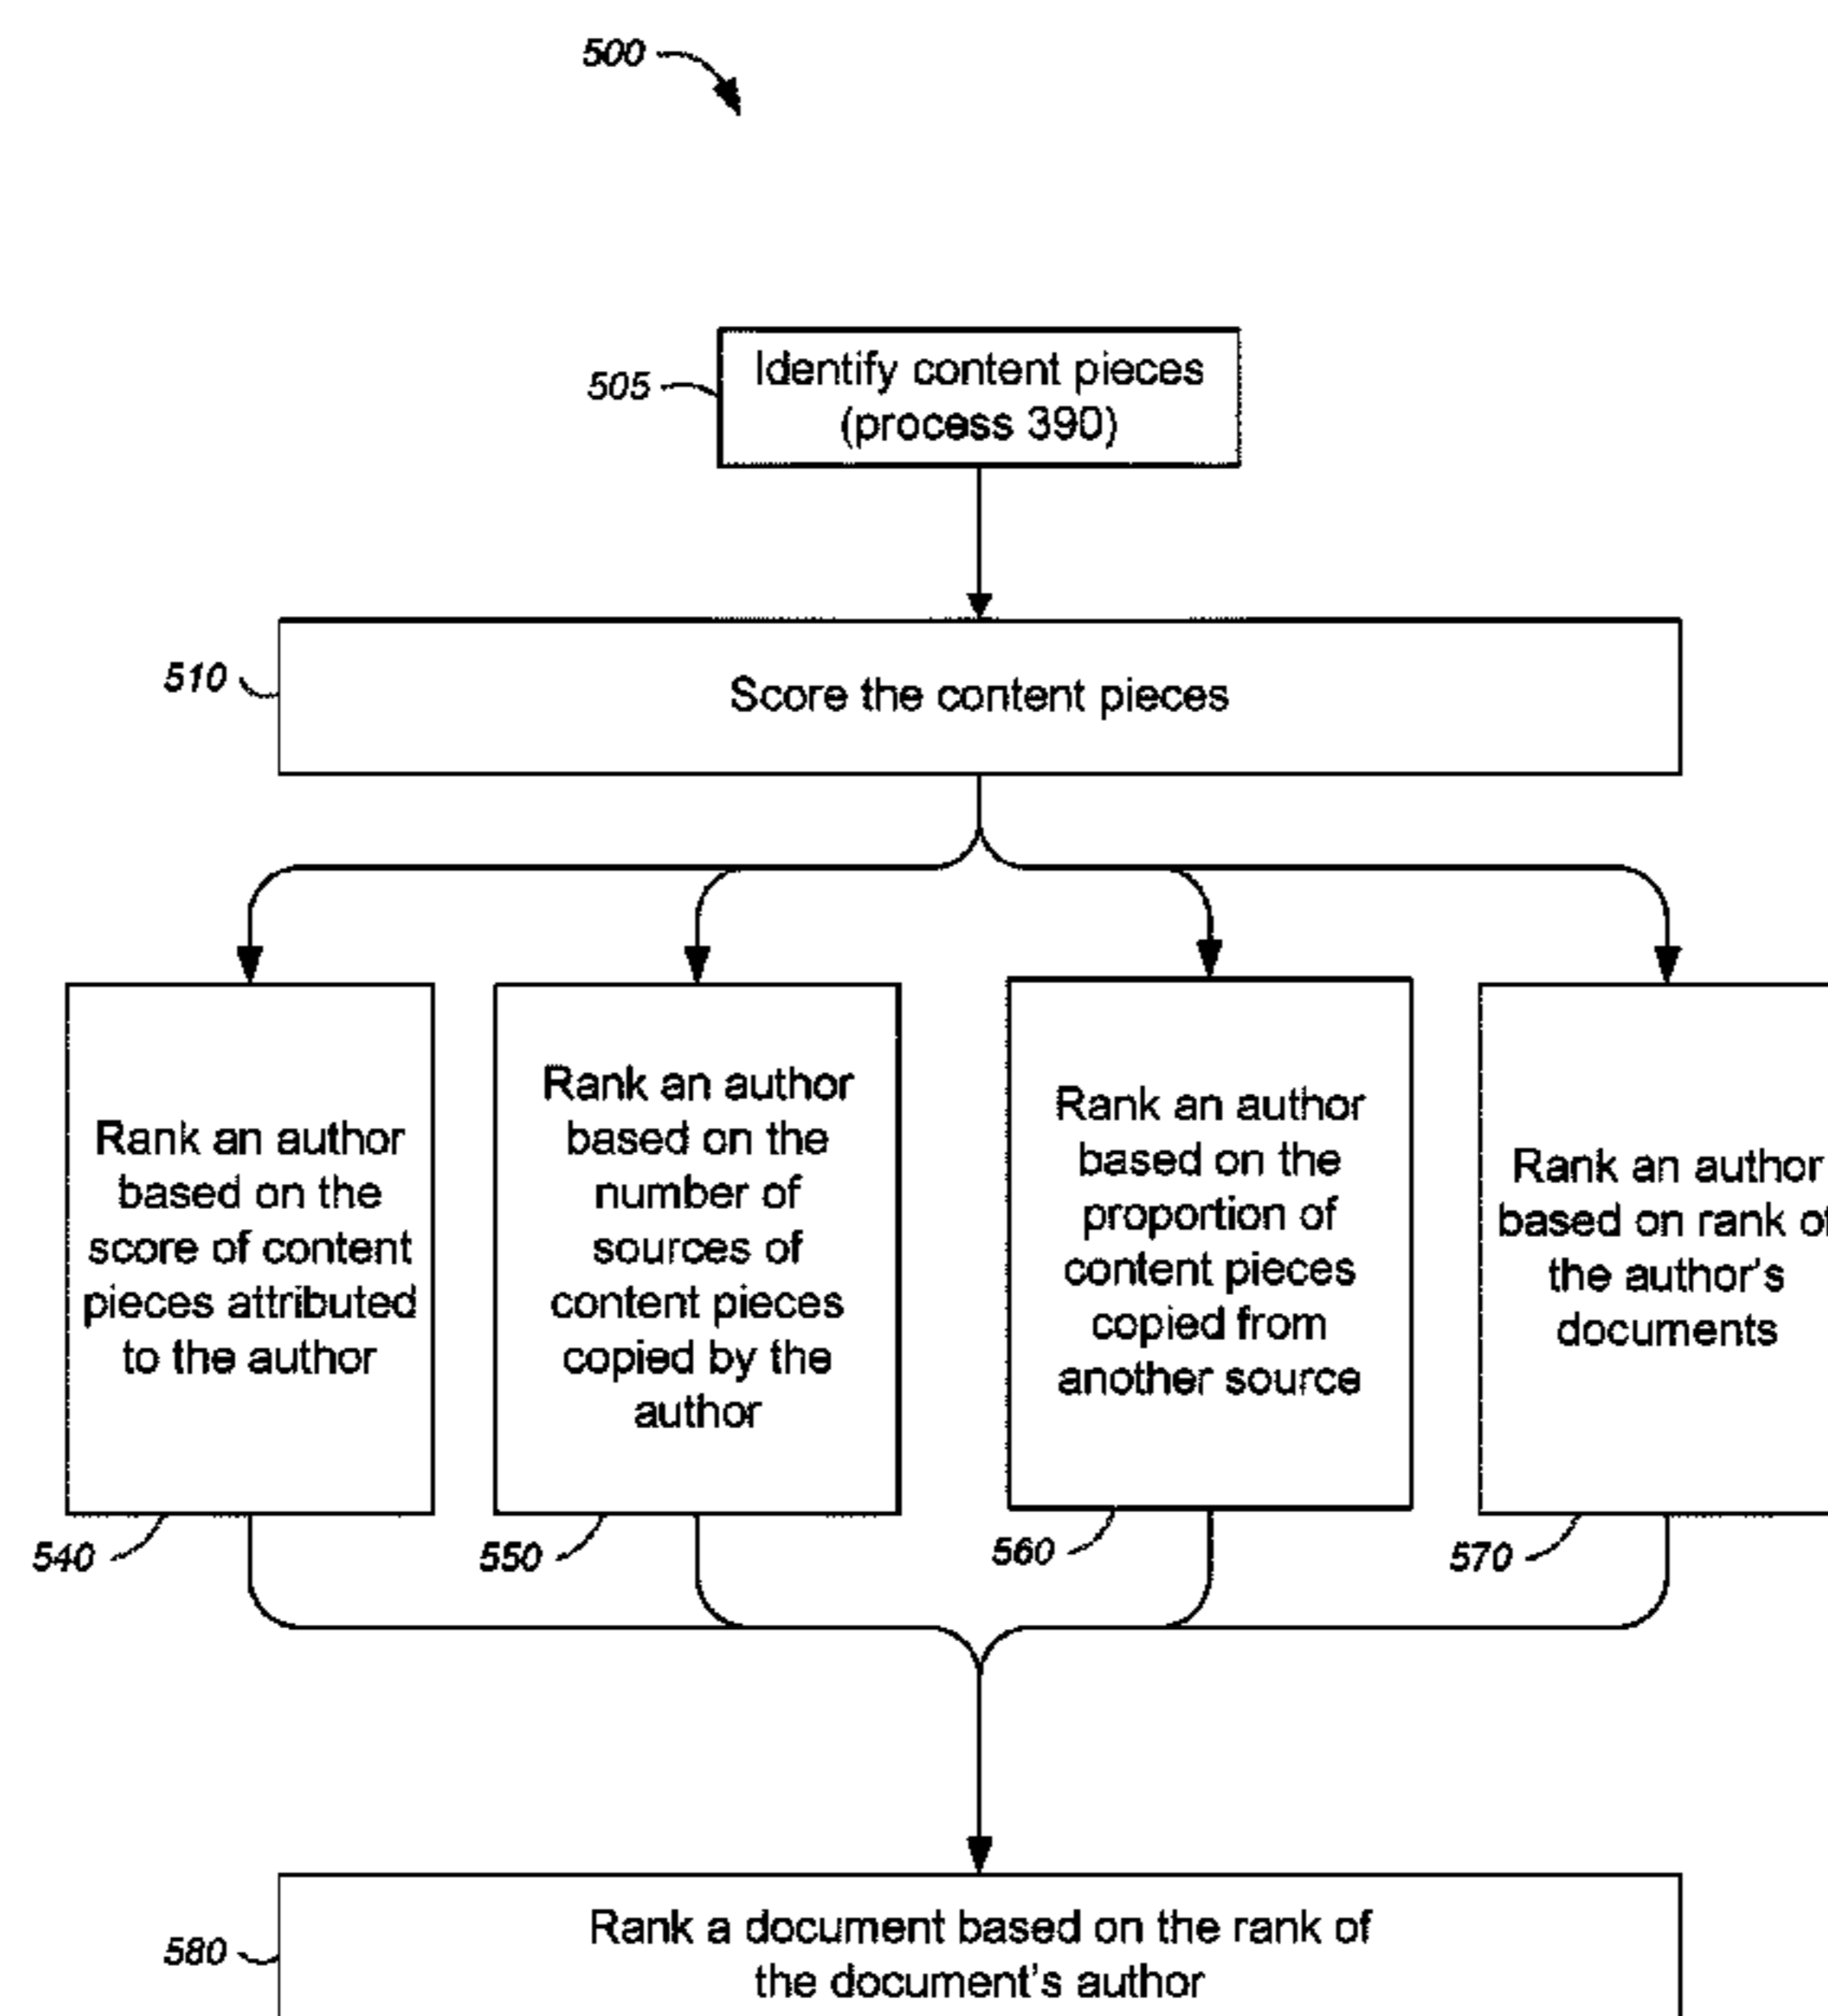 500
505
Identify content pieces
(process 390)
510
Score the content pieces
Rank an author
based on the
score of content
pieces attributed
to the author
540
Rank an author
based on the
number of
sources of
content pieces
copied by the
author
550
Rank an author
based on the
proportion of
content pieces
copied from
another source
560
Rank an author
based on rank of
the author's
documents
570
580
Rank a document based on the rank of
the document's author